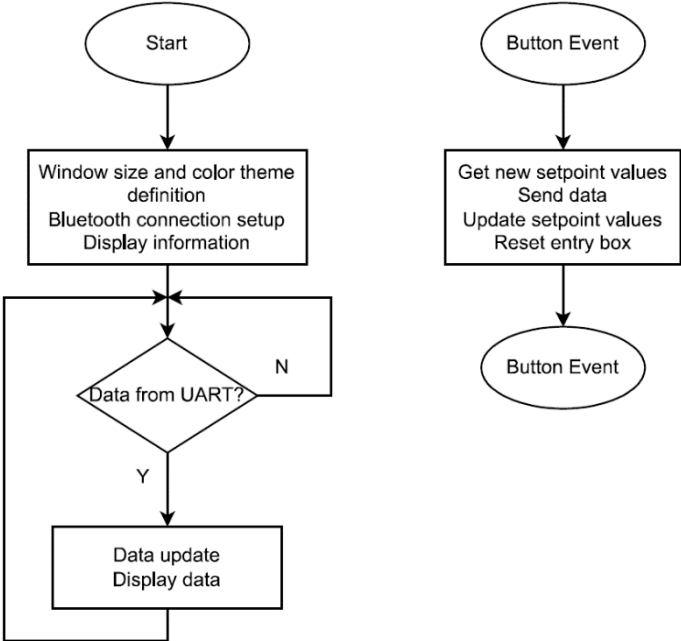 Start
Window size and color theme
definition
Bluetooth connection setup
Display information
Data from UART?
N
Y
Data update
Display data
Button Event
Get new setpoint values
Send data
Update setpoint values
Reset entry box
Button Event